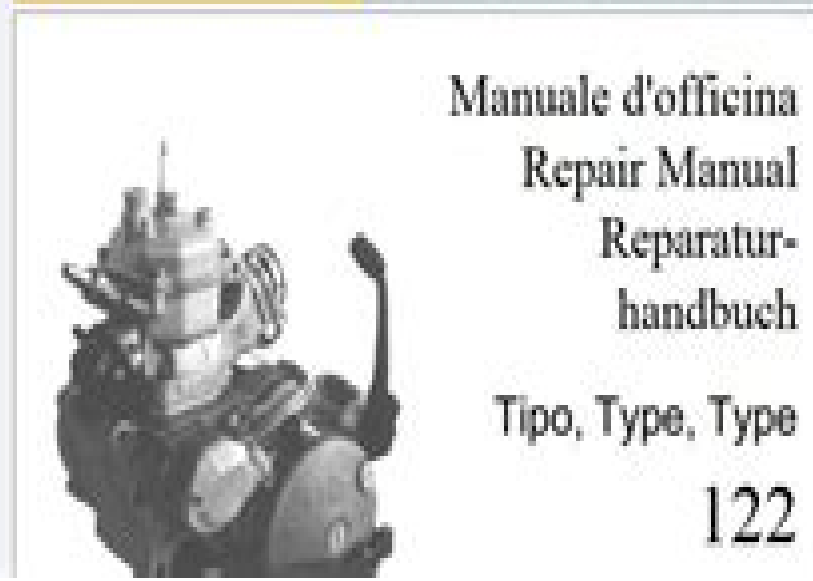 Manuale d'officina
Repair Manual
Reparatur-
handbuch
Tipo, Type, Type
122